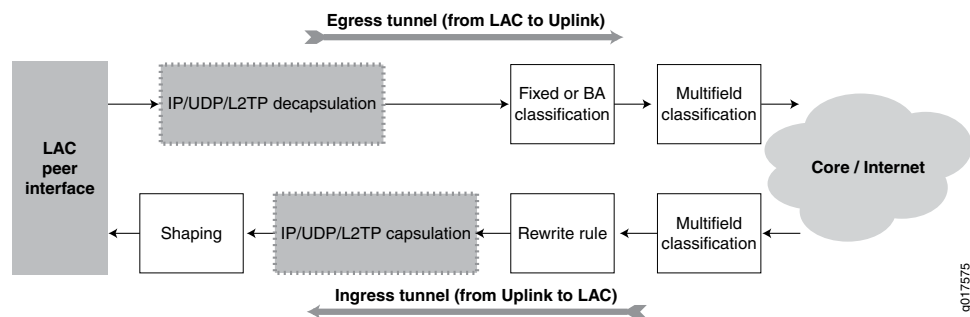 Egress tunnel (from LAC to Uplink)
IP/UDP/L2TP decapsulation
Fixed or BA
classification
Multifield
classification
LAC
peer
interface
Core / Internet
Shaping
IP/UDP/L2TP capsulation
Rewrite rule
Multifield
classification
Ingress tunnel (from Uplink to LAC)
g017575